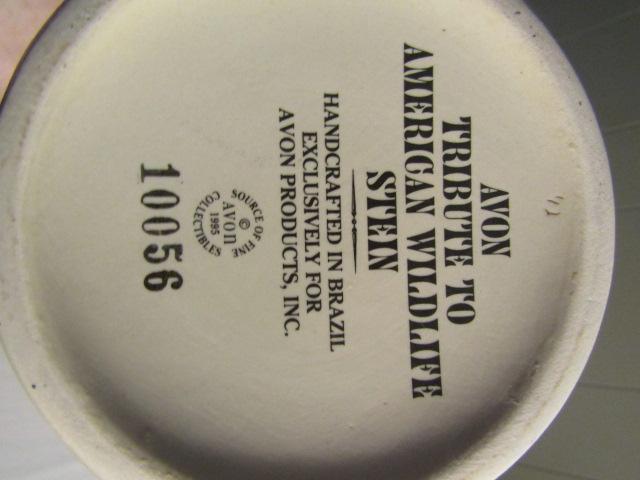 AVON
TRIBUTE TO
AMERICAN WILDLIFE
STEIN
HANDCRAFTED IN BRAZIL
EXCLUSIVELY FOR
AVON PRODUCTS, INC.
SOURCE OF FINE
©
AVON
1995
COLLECTIBLES
10056